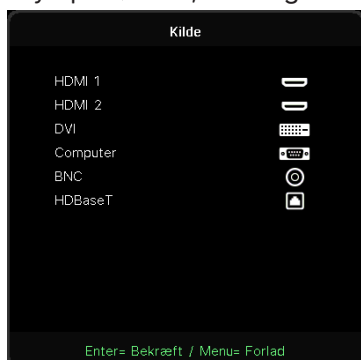 Kilde
HDMI 1
HDMI 2
DVI
Computer
BNC
HDBaseT
Enter= Bekræft / Menu= Forlad